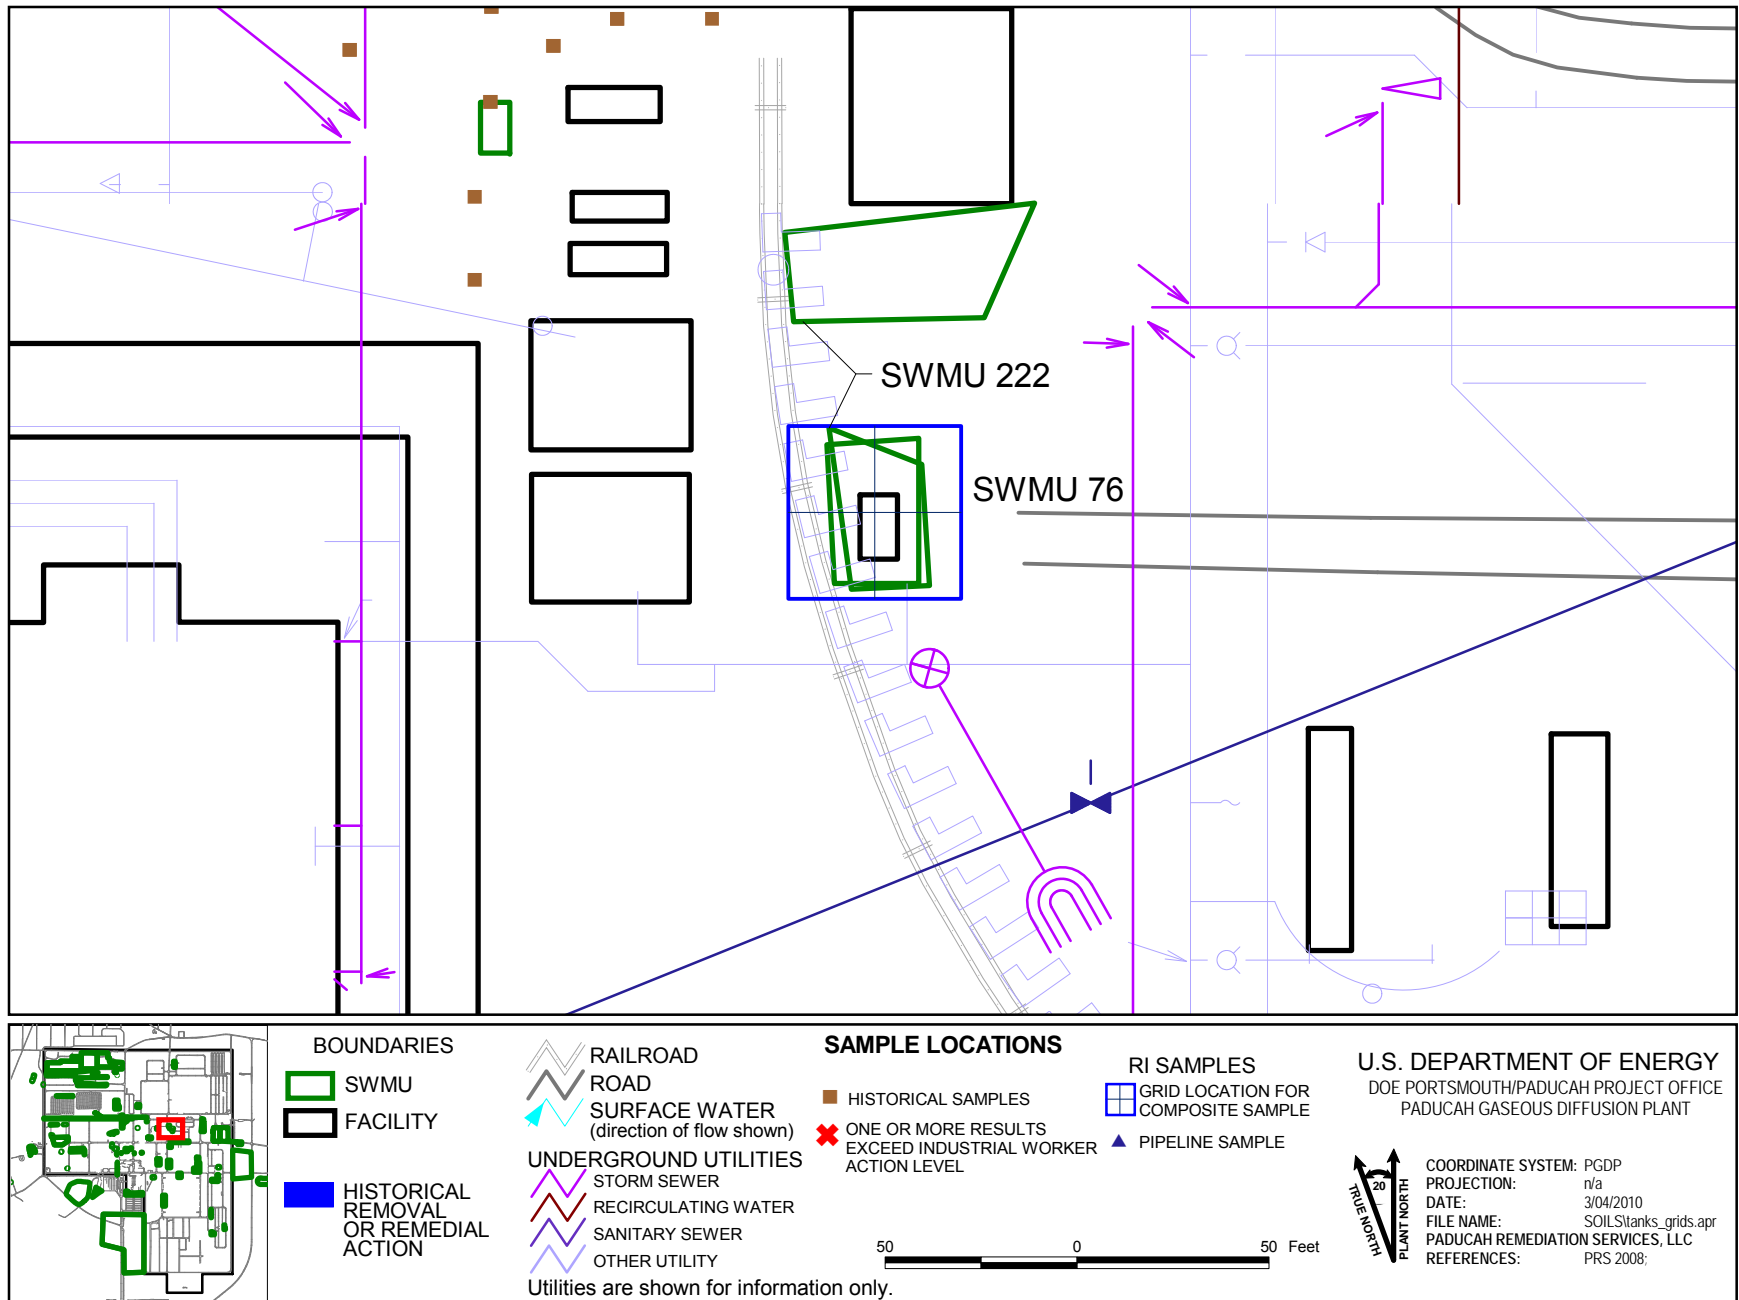 SWMU 222
SWMU 76
BOUNDARIES
SWMU
FACILITY
HISTORICAL
REMOVAL
OR REMEDIAL
ACTION
RAILROAD
ROAD
SURFACE WATER
(direction of flow shown)
UNDERGROUND UTILITIES
STORM SEWER
RECIRCULATING WATER
SANITARY SEWER
OTHER UTILITY
Utilities are shown for information only.
SAMPLE LOCATIONS
HISTORICAL SAMPLES
ONE OR MORE RESULTS
EXCEED INDUSTRIAL WORKER
ACTION LEVEL
RI SAMPLES
GRID LOCATION FOR
COMPOSITE SAMPLE
PIPELINE SAMPLE
50 0 50 Feet
U.S. DEPARTMENT OF ENERGY
DOE PORTSMOUTH/PADUCAH PROJECT OFFICE
PADUCAH GASEOUS DIFFUSION PLANT
TRUE NORTH
20
PLANT NORTH
COORDINATE SYSTEM: PGDP
PROJECTION: n/a
DATE: 3/04/2010
FILE NAME: SOILS\tanks_grids.apr
PADUCAH REMEDIATION SERVICES, LLC
REFERENCES: PRS 2008;